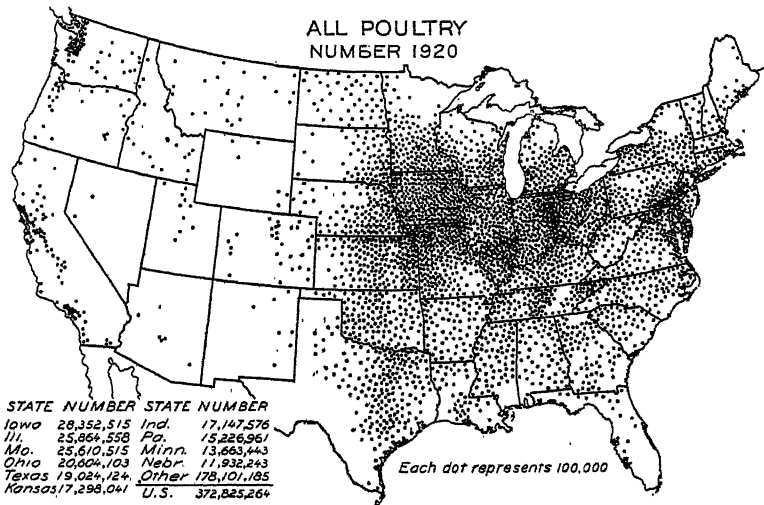 ALL POULTRY
NUMBER 1920
STATE NUMBER STATE NUMBER
Iowa 28,352,515 Ind. 17,147,576
Ill. 25,864,558 Pa. 15,226,961
Mo. 25,610,515 Minn. 13,663,443
Ohio 20,604,103 Nebr. 11,932,243
Texas 19,024,124 Other 178,101,185
Kansas 17,298,041 U.S. 372,825,264
Each dot represents 100,000